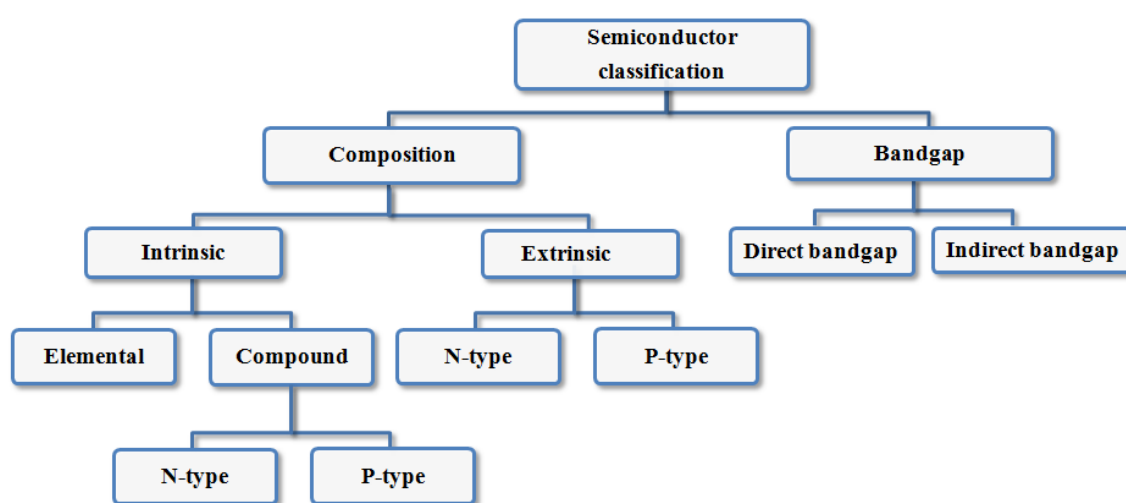 Semiconductor
classification
Composition
Bandgap
Intrinsic
Extrinsic
Direct bandgap
Indirect bandgap
Elemental
Compound
N-type
P-type
N-type
P-type